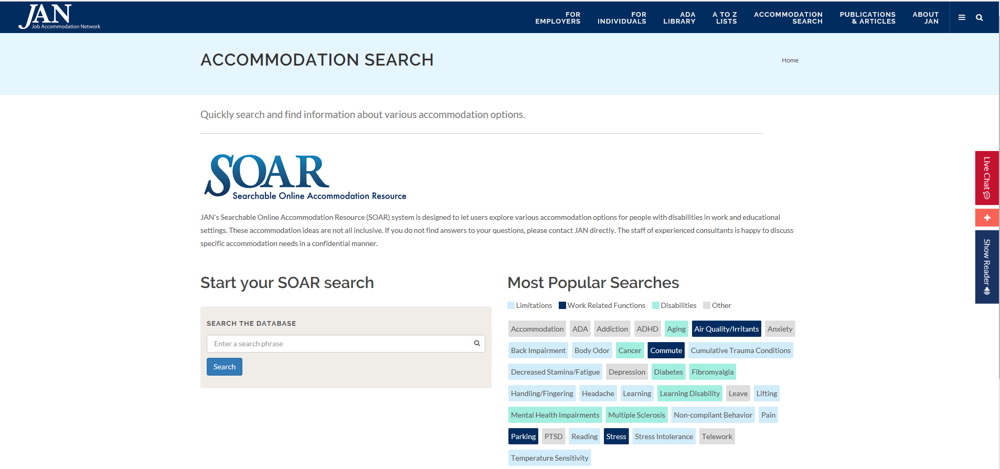 JAN
Job Accommodation Network
FOR
EMPLOYERS
FOR
INDIVIDUALS
ADA
LIBRARY
A TO Z
LISTS
ACCOMMODATION
SEARCH
PUBLICATIONS
& ARTICLES
ABOUT
JAN
ACCOMMODATION SEARCH
Home
Quickly search and find information about various accommodation options.
SOAR
Searchable Online Accommodation Resource
JAN's Searchable Online Accommodation Resource (SOAR) system is designed to let users explore various accommodation options for people with disabilities in work and educational
settings. These accommodation ideas are not all inclusive. If you do not find answers to your questions, please contact JAN directly. The staff of experienced consultants is happy to discuss
specific accommodation needs in a confidential manner.
Start your SOAR search
SEARCH THE DATABASE
Enter a search phrase
Search
Most Popular Searches
Limitations Work Related Functions Disabilities Other
Accommodation ADA Addiction ADHD Aging Air Quality/Irritants Anxiety
Back Impairment Body Odor Cancer Commute Cumulative Trauma Conditions
Decreased Stamina/Fatigue Depression Diabetes Fibromyalgia
Handling/Fingering Headache Learning Learning Disability Leave Lifting
Mental Health Impairments Multiple Sclerosis Non-compliant Behavior Pain
Parking PTSD Reading Stress Stress Intolerance Telework
Temperature Sensitivity
Live Chat
Show Reader